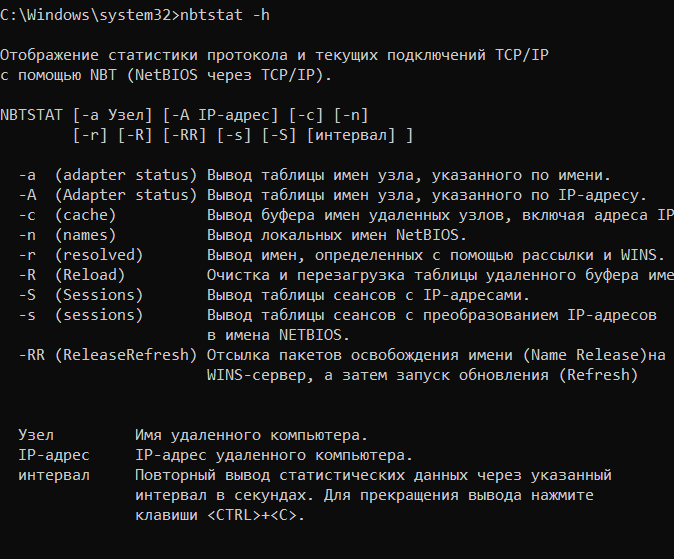 C:\Windows\system32>nbtstat -h
Отображение статистики протокола и текущих подключений TCP/IP
с помощью NBT (NetBIOS через TCP/IP).
NBTSTAT [-a Узел] [-A IP-адрес] [-c] [-n]
[-r] [-R] [-RR] [-s] [-S] [интервал] ]
-a (adapter status) Вывод таблицы имен узла, указанного по имени.
-A (Adapter status) Вывод таблицы имен узла, указанного по IP-адресу.
-c (cache) Вывод буфера имен удаленных узлов, включая адреса IP
-n (names) Вывод локальных имен NetBIOS.
-r (resolved) Вывод имен, определенных с помощью рассылки и WINS.
-R (Reload) Очистка и перезагрузка таблицы удаленного буфера име
-S (Sessions) Вывод таблицы сеансов с IP-адресами.
-s (sessions) Вывод таблицы сеансов с преобразованием IP-адресов
в имена NETBIOS.
-RR (ReleaseRefresh) Отсылка пакетов освобождения имени (Name Release)на
WINS-сервер, а затем запуск обновления (Refresh)
Узел Имя удаленного компьютера.
IP-адрес IP-адрес удаленного компьютера.
интервал Повторный вывод статистических данных через указанный
интервал в секундах. Для прекращения вывода нажмите
клавиши <CTRL>+<C>.